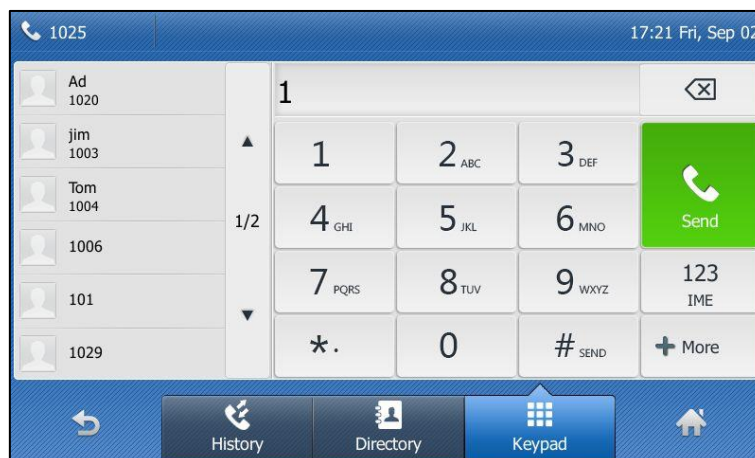 1025
17:21 Fri, Sep 02
Ad
1020
jim
1003
Tom
1004
1006
101
1029
1/2
1
1
2 ABC
3 DEF
Send
4 GHI
5 JKL
6 MNO
7 PQRS
8 TUV
9 WXYZ
123
IME
*.
0
# SEND
+ More
History
Directory
Keypad